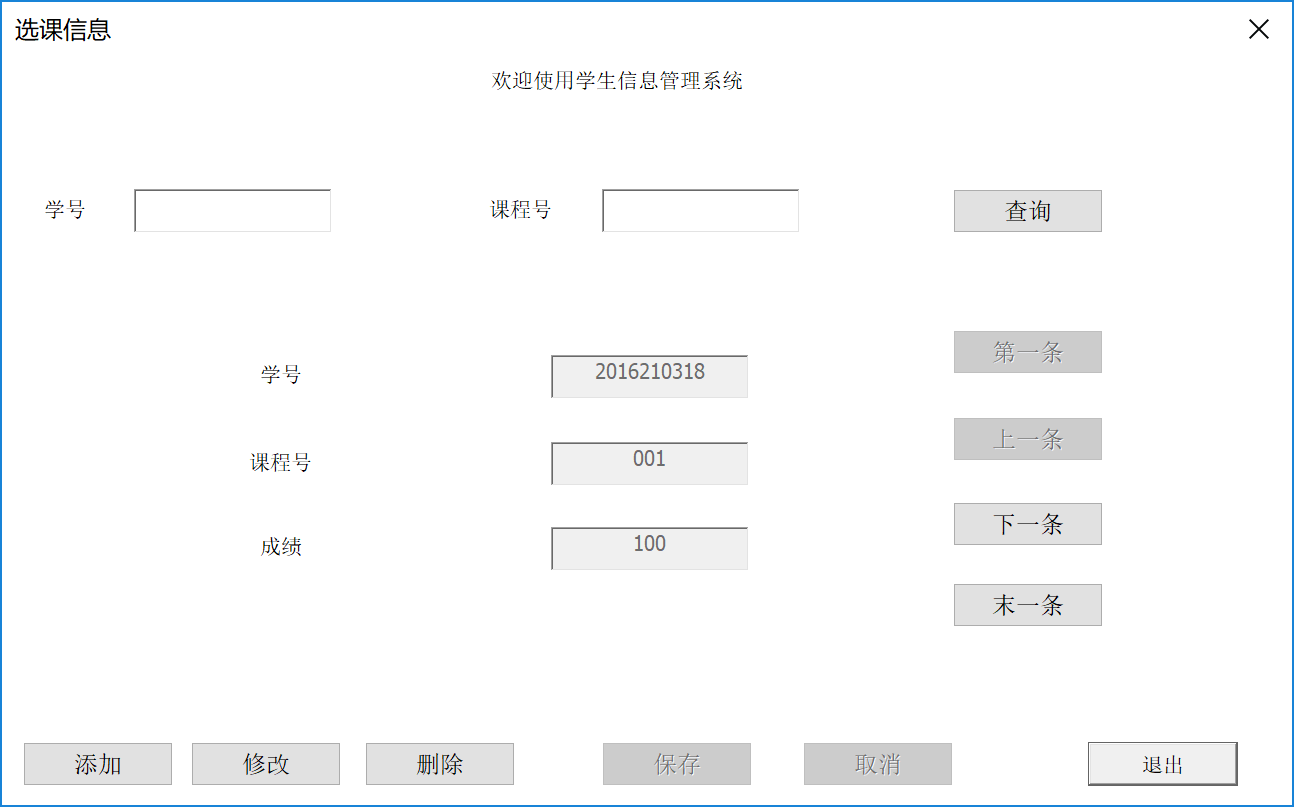 选课信息
欢迎使用学生信息管理系统
学号 课程号 查询
第一条
学号 2016210318
上一条
课程号 001
下一条
成绩 100
末一条
添加 修改 删除 保存 取消 退出